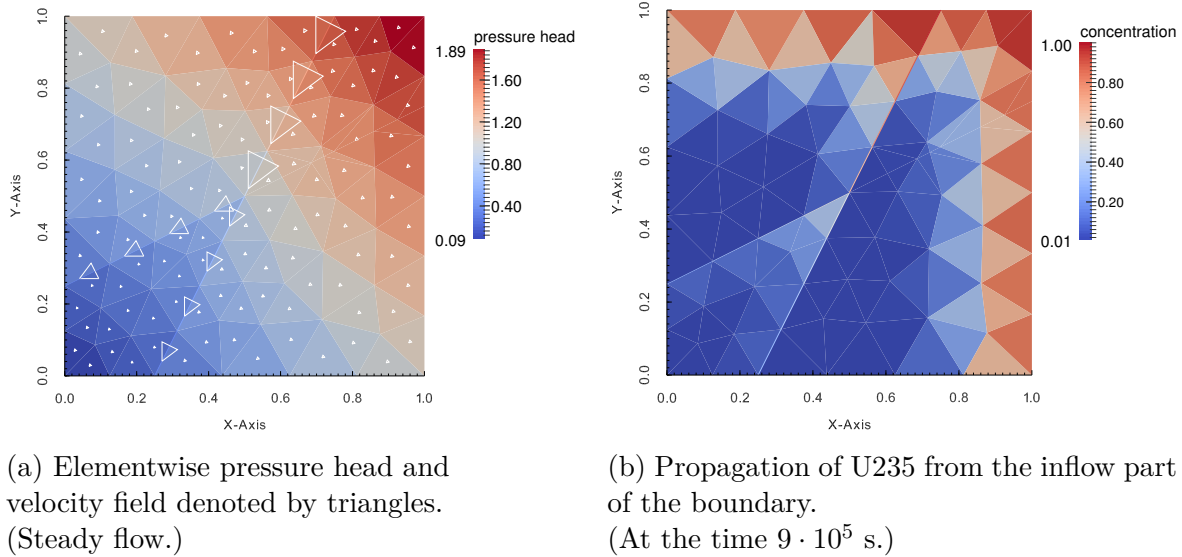 1.0
0.8
0.6
0.4
0.2
0.0
Y-Axis
0.0 0.2 0.4 0.6 0.8 1.0
X-Axis
pressure head
1.89
1.60
1.20
0.80
0.40
0.09
1.0
0.8
0.6
0.4
0.2
0.0
Y-Axis
0.0 0.2 0.4 0.6 0.8 1.0
X-Axis
concentration
1.00
0.80
0.60
0.40
0.20
0.01
(a) Elementwise pressure head and
velocity field denoted by triangles.
(Steady flow.)
(b) Propagation of U235 from the inflow part
of the boundary.
(At the time 9 · 10⁵ s.)